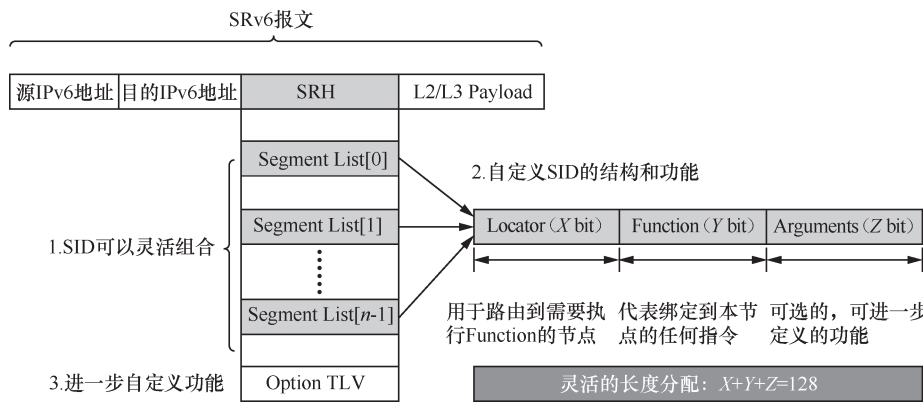 SRv6报文
源IPv6地址 目的IPv6地址 SRH L2/L3 Payload
Segment List[0]
2.自定义SID的结构和功能
Segment List[1]
Locator(X bit) Function(Y bit) Arguments(Z bit)
1.SID可以灵活组合
Segment List[n-1]
用于路由到需要执
行Function的节点
代表绑定到本节
点的任何指令
可选的，可进一步
定义的功能
3.进一步自定义功能
Option TLV
灵活的长度分配：X+Y+Z=128